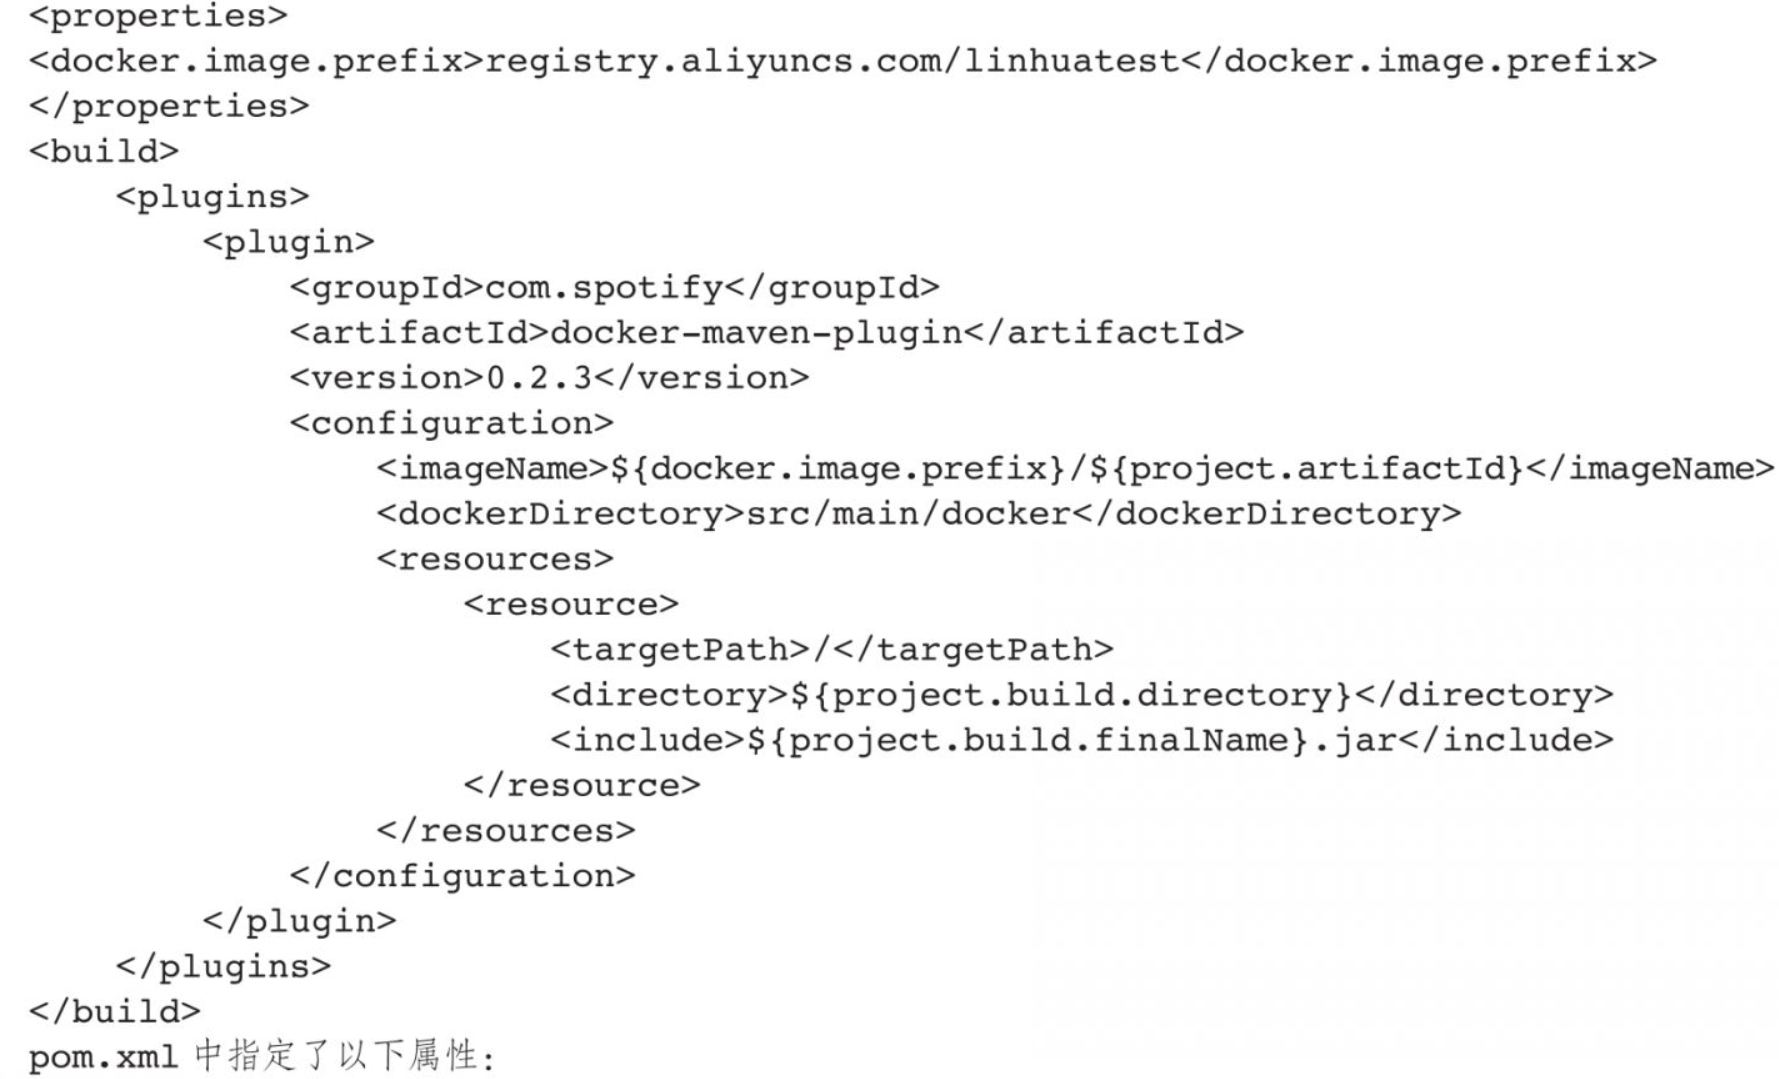 <properties>
<docker.image.prefix>registry.aliyuncs.com/linhuatest</docker.image.prefix>
</properties>
<build>
    <plugins>
        <plugin>
            <groupId>com.spotify</groupId>
            <artifactId>docker-maven-plugin</artifactId>
            <version>0.2.3</version>
            <configuration>
                <imageName>${docker.image.prefix}/${project.artifactId}</imageName>
                <dockerDirectory>src/main/docker</dockerDirectory>
                <resources>
                    <resource>
                        <targetPath>/</targetPath>
                        <directory>${project.build.directory}</directory>
                        <include>${project.build.finalName}.jar</include>
                    </resource>
                </resources>
            </configuration>
        </plugin>
    </plugins>
</build>
pom.xml 中指定了以下属性: